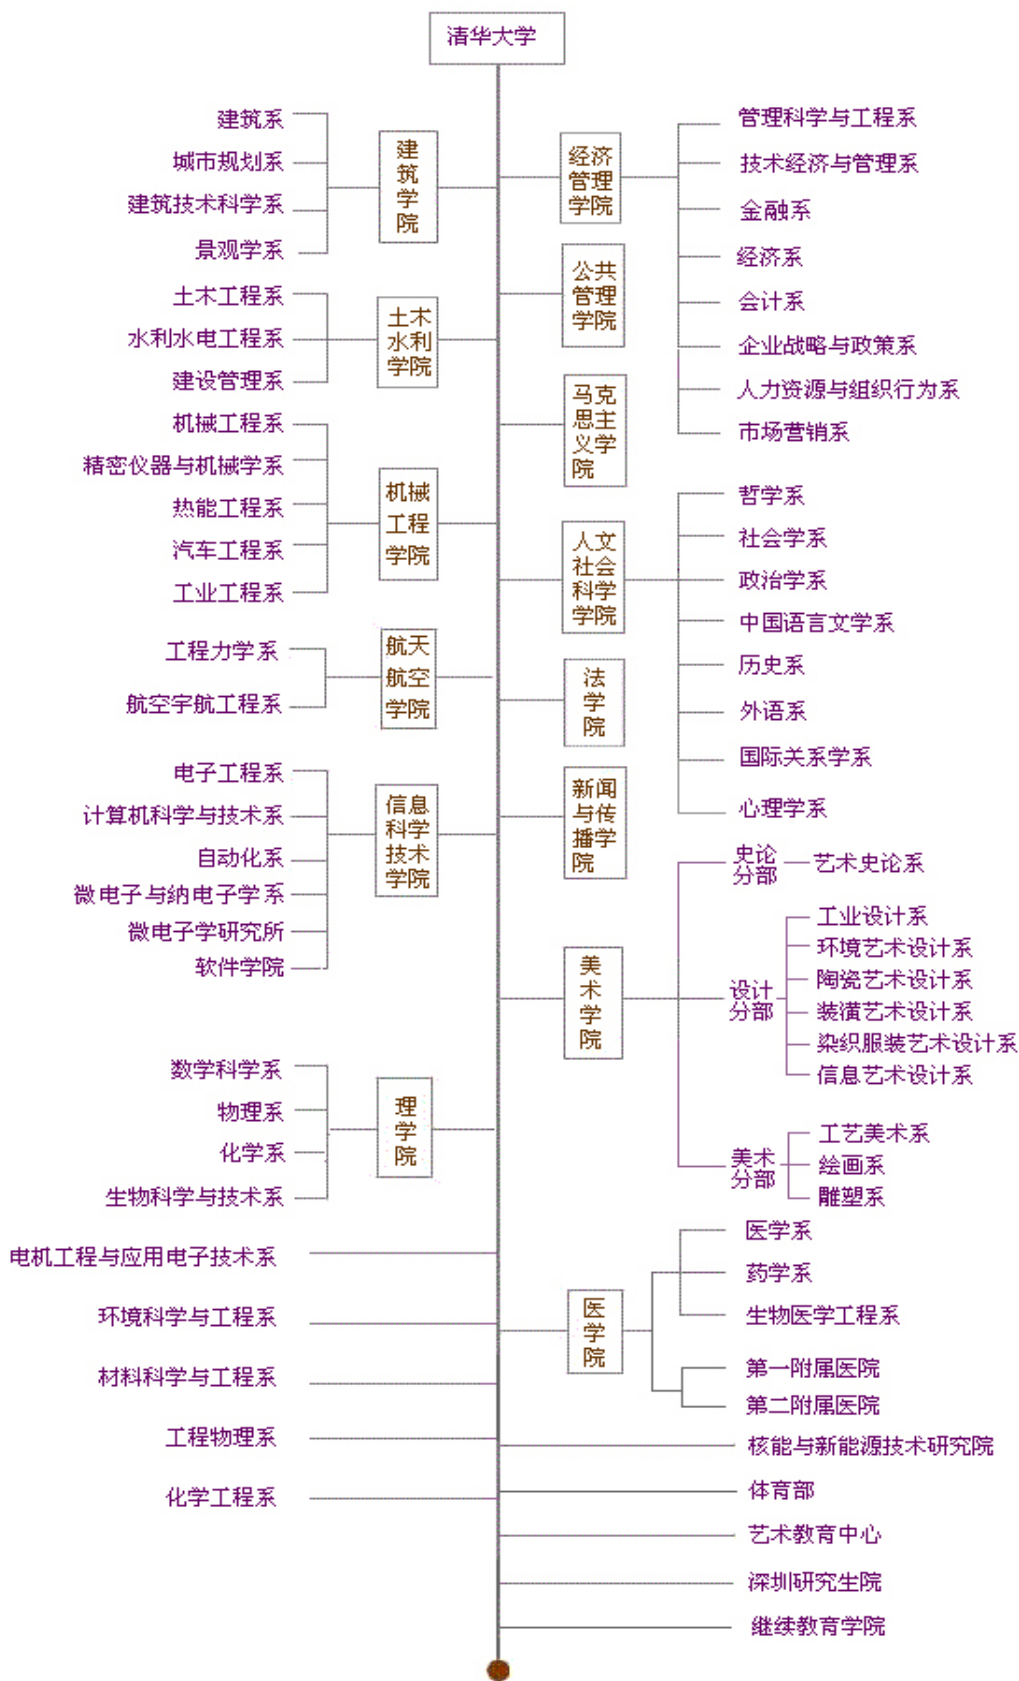 清华大学
建筑系
城市规划系
建筑技术科学系
景观学系
建
筑
学
院
土木工程系
水利水电工程系
建设管理系
土木
水利
学院
机械工程系
精密仪器与机械学系
热能工程系
汽车工程系
工业工程系
机械
工程
学院
工程力学系
航空宇航工程系
航天
航空
学院
电子工程系
计算机科学与技术系
自动化系
微电子与纳电子学系
微电子学研究所
软件学院
信息
科学
技术
学院
数学科学系
物理系
化学系
生物科学与技术系
理
学
院
电机工程与应用电子技术系
环境科学与工程系
材料科学与工程系
工程物理系
化学工程系
经济
管理
学院
管理科学与工程系
技术经济与管理系
金融系
经济系
会计系
企业战略与政策系
人力资源与组织行为系
市场营销系
公共
管理
学院
马克
思主
义学
院
人文
社会
科学
学院
哲学系
社会学系
政治学系
中国语言文学系
历史系
外语系
国际关系学系
心理学系
法
学
院
新闻
与传
播学
院
美
术
学
院
史论
分部
艺术史论系
设计
分部
工业设计系
环境艺术设计系
陶瓷艺术设计系
装潢艺术设计系
染织服装艺术设计系
信息艺术设计系
美术
分部
工艺美术系
绘画系
雕塑系
医
学
院
医学系
药学系
生物医学工程系
第一附属医院
第二附属医院
核能与新能源技术研究院
体育部
艺术教育中心
深圳研究生院
继续教育学院